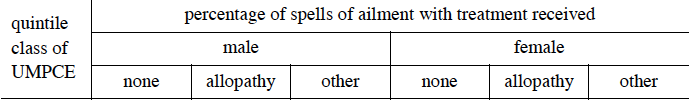 quintile class of UMPCE
percentage of spells of ailment with treatment received
male female
none allopathy other none allopathy other